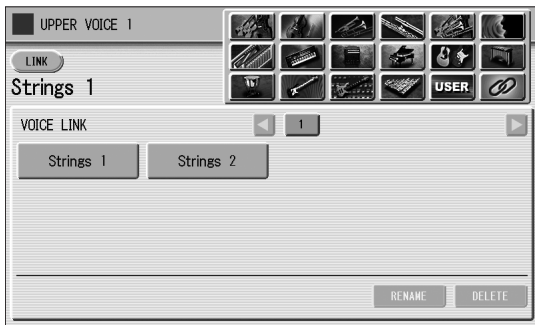 UPPER VOICE 1
LINK
Strings 1
USER
VOICE LINK
1
Strings 1 Strings 2
RENAME DELETE